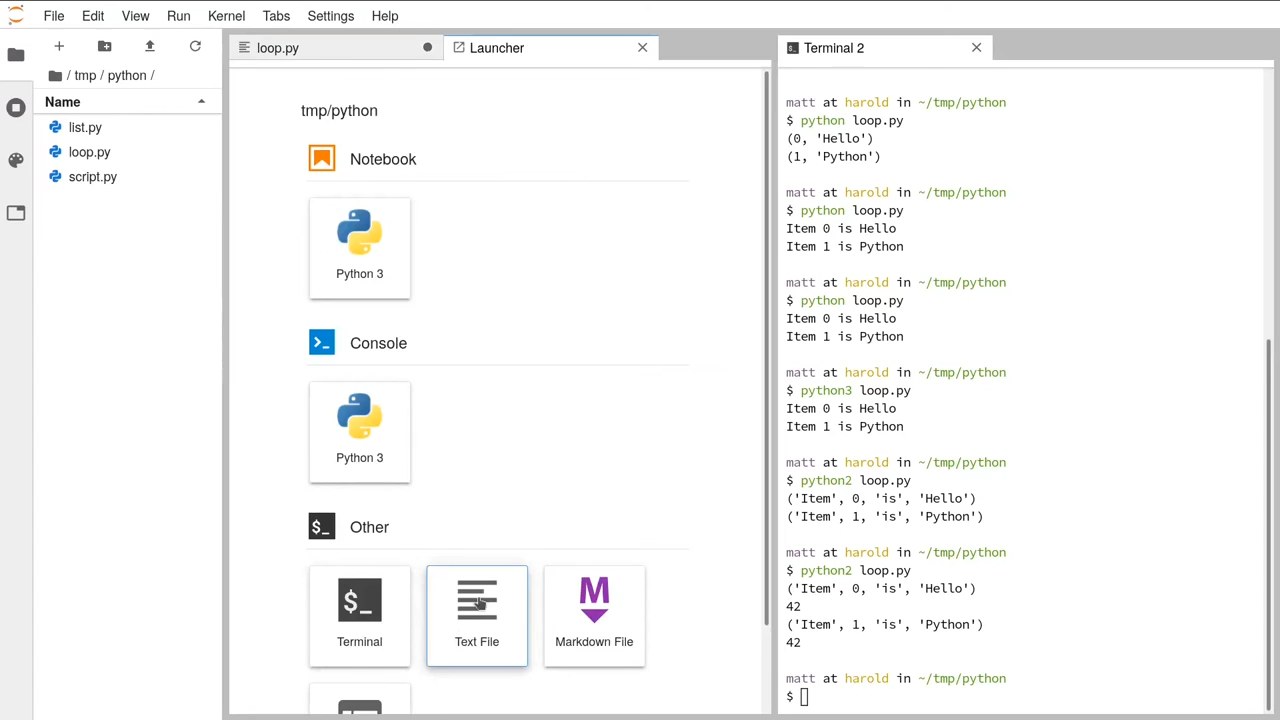 File Edit View Run Kernel Tabs Settings Help
/ tmp / python /
Name
list.py
loop.py
script.py
loop.py
Launcher
tmp/python
Notebook
Python 3
Console
>_
Python 3
$_ Other
$_
Terminal
Text File
M
Markdown File
$_ Terminal 2
matt at harold in ~/tmp/python
$ python loop.py
(0, 'Hello')
(1, 'Python')
matt at harold in ~/tmp/python
$ python loop.py
Item 0 is Hello
Item 1 is Python
matt at harold in ~/tmp/python
$ python loop.py
Item 0 is Hello
Item 1 is Python
matt at harold in ~/tmp/python
$ python3 loop.py
Item 0 is Hello
Item 1 is Python
matt at harold in ~/tmp/python
$ python2 loop.py
('Item', 0, 'is', 'Hello')
('Item', 1, 'is', 'Python')
matt at harold in ~/tmp/python
$ python2 loop.py
('Item', 0, 'is', 'Hello')
42
('Item', 1, 'is', 'Python')
42
matt at harold in ~/tmp/python
$